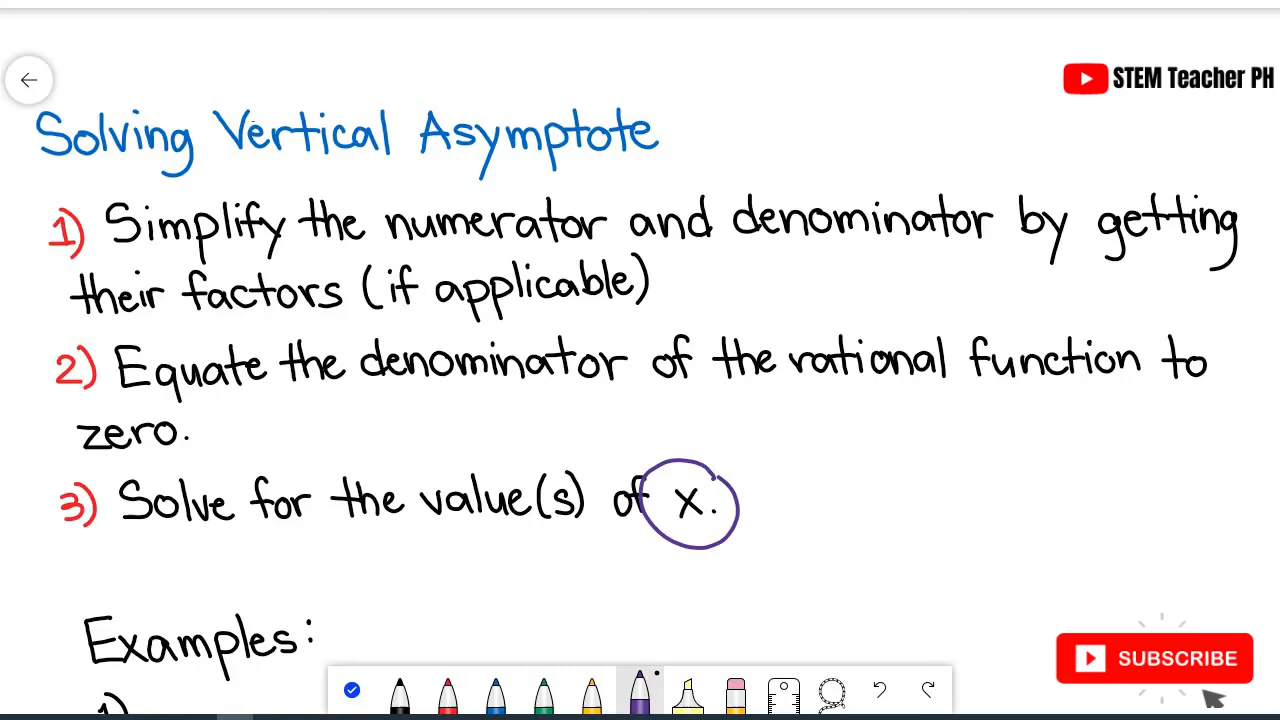 STEM Teacher PH
Solving Vertical Asymptote
1) Simplify the numerator and denominator by getting
their factors (if applicable)
2) Equate the denominator of the rational function to
zero.
3) Solve for the value(s) of x.
Examples:
1)
SUBSCRIBE